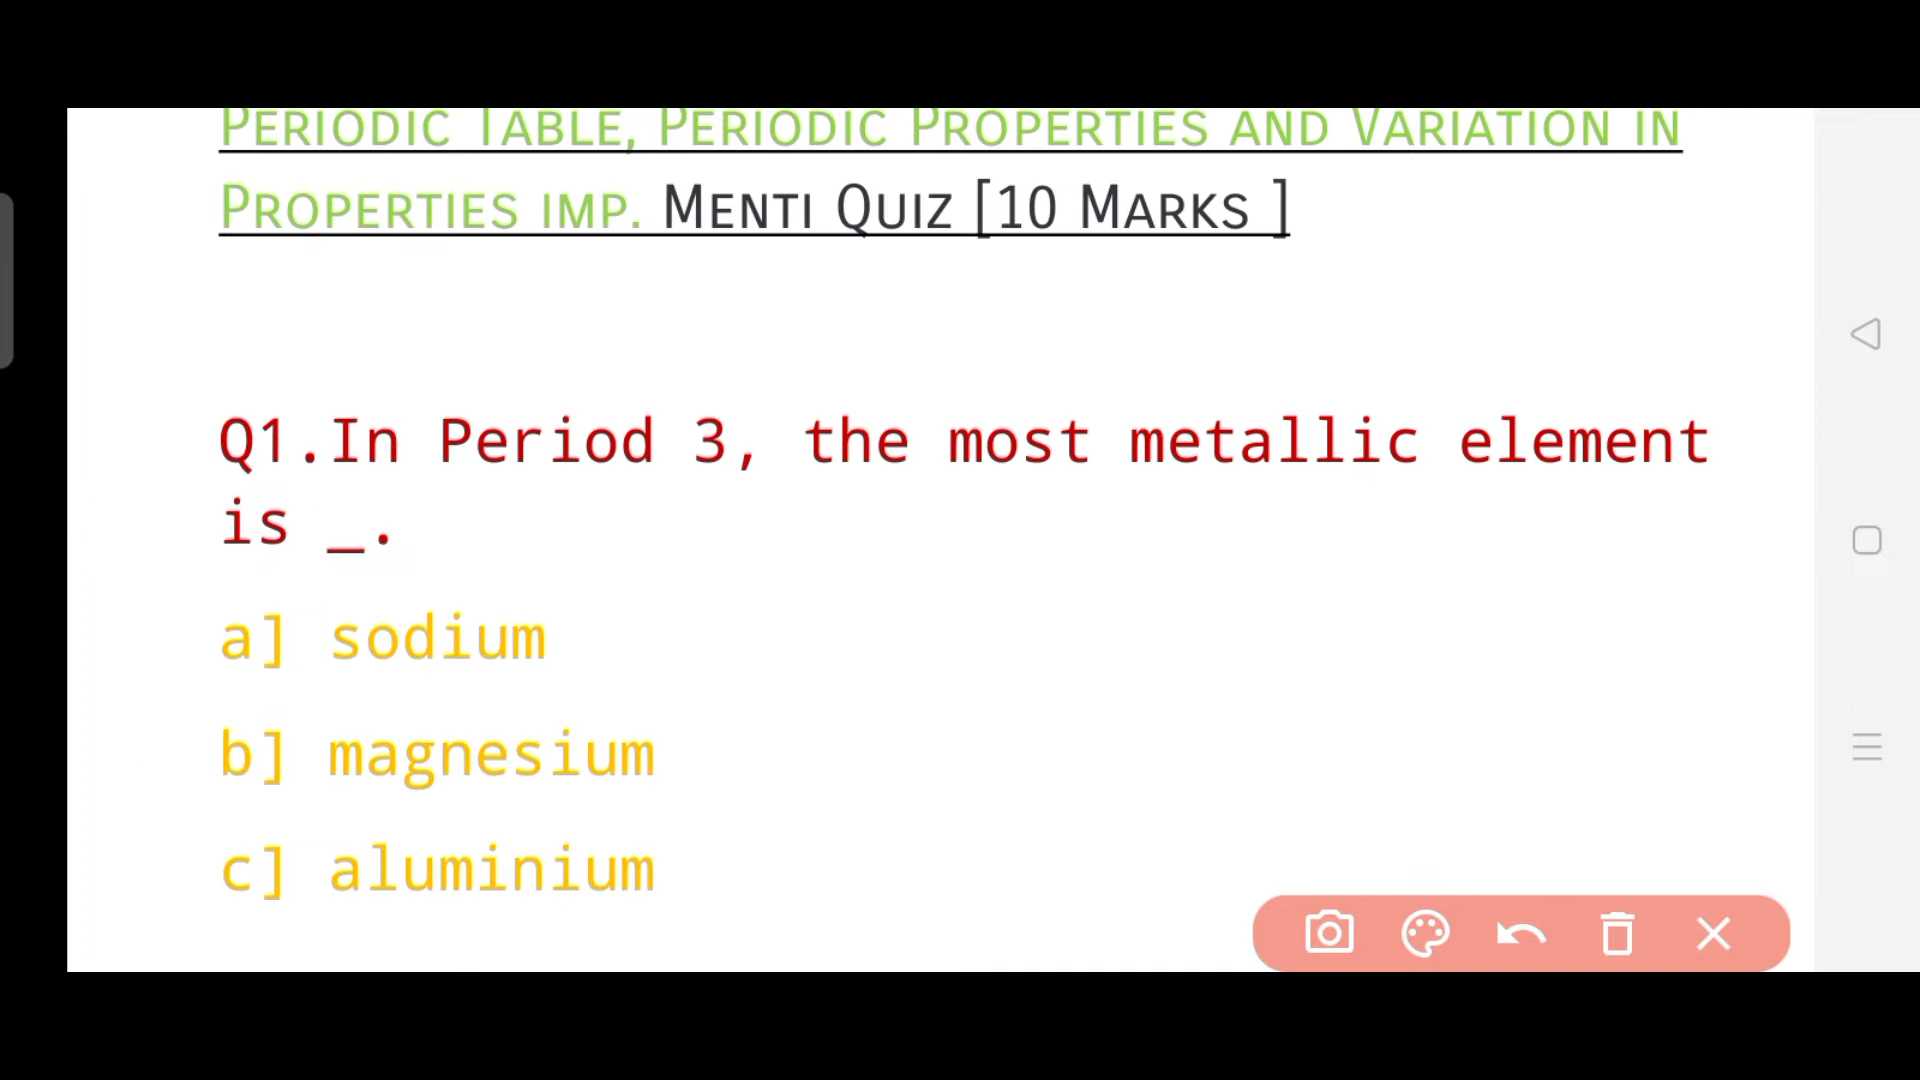 Periodic Table, Periodic Properties and Variation in
Properties imp. Menti Quiz [10 Marks ]
Q1.In Period 3, the most metallic element
is _.
a] sodium
b] magnesium
c] aluminium